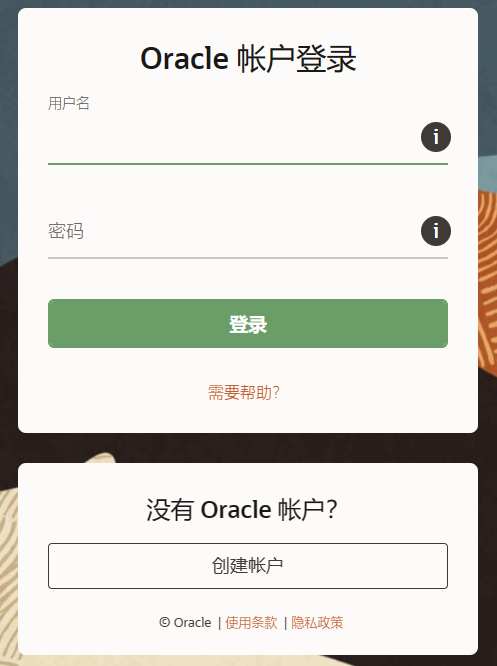 Oracle 帐户登录
用户名
i
密码
i
登录
需要帮助?
没有 Oracle 帐户?
创建帐户
© Oracle | 使用条款 | 隐私政策